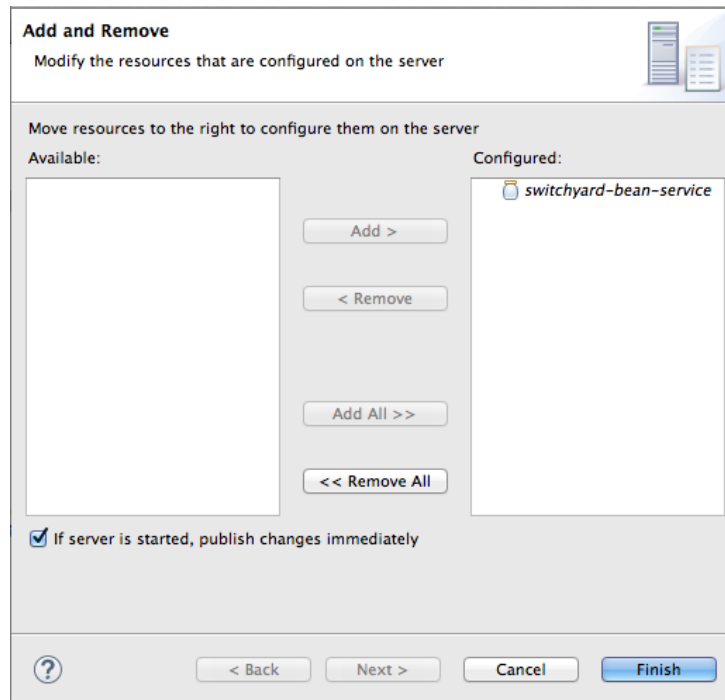 Add and Remove
Modify the resources that are configured on the server
Move resources to the right to configure them on the server
Available:
Configured:
switchyard-bean-service
Add >
< Remove
Add All >>
<< Remove All
If server is started, publish changes immediately
?
< Back
Next >
Cancel
Finish